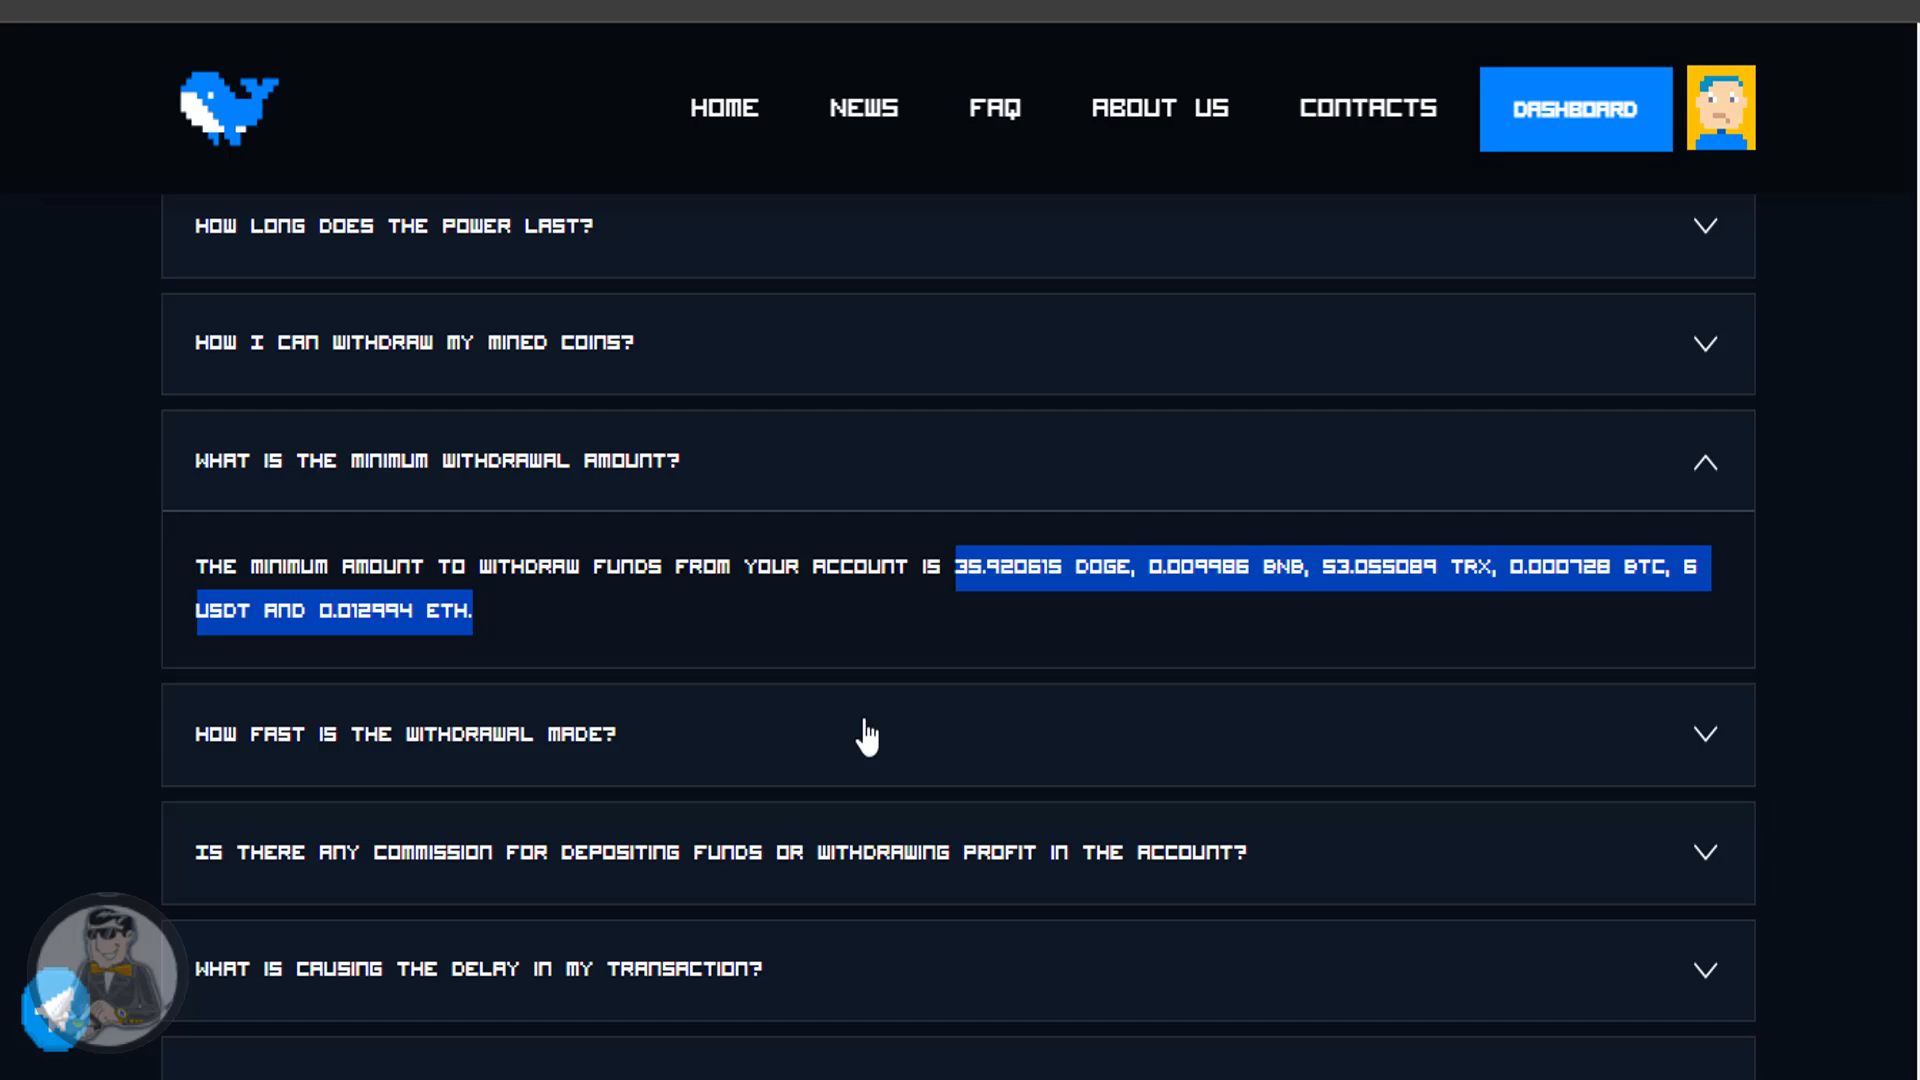 HOME NEWS FAQ ABOUT US CONTACTS DASHBOARD
HOW LONG DOES THE POWER LAST?
HOW I CAN WITHDRAW MY MINED COINS?
WHAT IS THE MINIMUM WITHDRAWAL AMOUNT?
THE MINIMUM AMOUNT TO WITHDRAW FUNDS FROM YOUR ACCOUNT IS 35.920615 DOGE, 0.009986 BNB, 53.055089 TRX, 0.000728 BTC, 6
USDT AND 0.012994 ETH.
HOW FAST IS THE WITHDRAWAL MADE?
IS THERE ANY COMMISSION FOR DEPOSITING FUNDS OR WITHDRAWING PROFIT IN THE ACCOUNT?
WHAT IS CAUSING THE DELAY IN MY TRANSACTION?